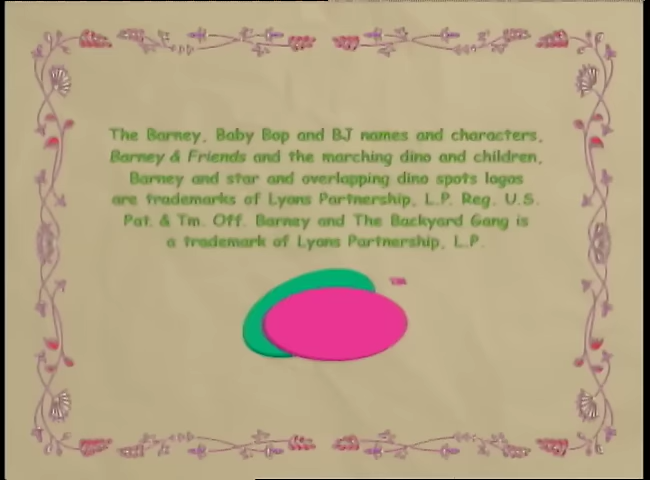 The Barney, Baby Bop and BJ names and characters,
Barney & Friends and the marching dino and children,
Barney and star and overlapping dino spots logos
are trademarks of Lyons Partnership, L.P. Reg. U.S.
Pat. & Tm. Off. Barney and The Backyard Gang is
a trademark of Lyons Partnership, L.P.
TM